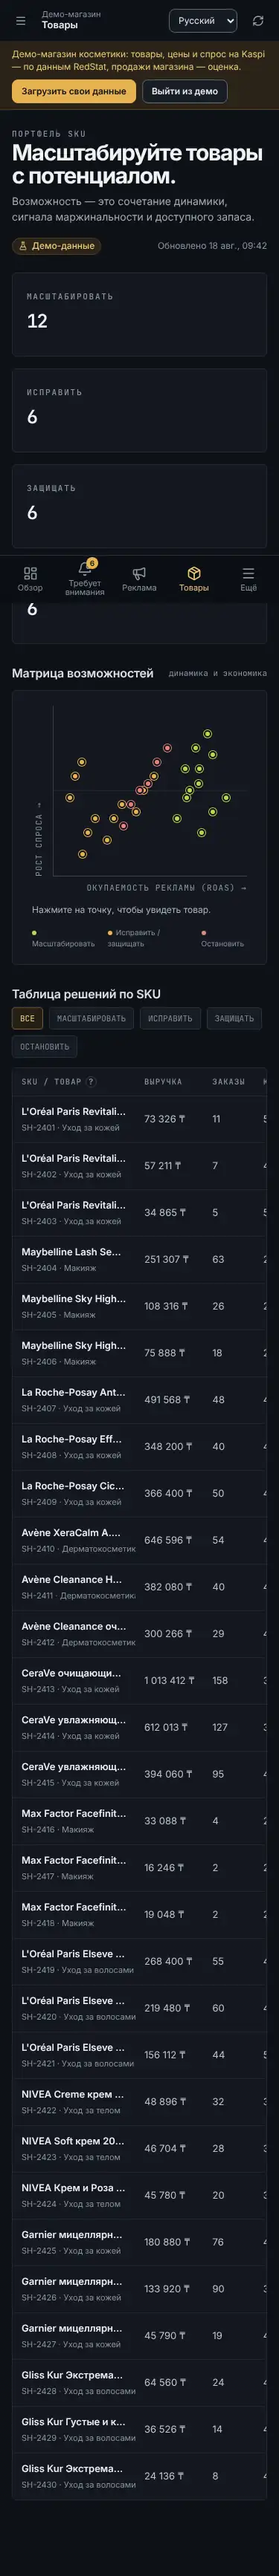 Демо-магазин
Товары
Русский
Демо-магазин косметики: товары, цены и спрос на Kaspi
— по данным RedStat, продажи магазина — оценка.
Загрузить свои данные
Выйти из демо
ПОРТФЕЛЬ SKU
Масштабируйте товары
с потенциалом.
Возможность — это сочетание динамики,
сигнала маржинальности и доступного запаса.
Демо-данные
Обновлено 18 авг., 09:42
МАСШТАБИРОВАТЬ
12
ИСПРАВИТЬ
6
ЗАЩИЩАТЬ
6
6
Обзор
Требует
внимания
Реклама
Товары
Ещё
6
Матрица возможностей
динамика и экономика
РОСТ СПРОСА →
ОКУПАЕМОСТЬ РЕКЛАМЫ (ROAS) →
Нажмите на точку, чтобы увидеть товар.
Масштабировать
Исправить /
защищать
Остановить
Таблица решений по SKU
ВСЕ
МАСШТАБИРОВАТЬ
ИСПРАВИТЬ
ЗАЩИЩАТЬ
ОСТАНОВИТЬ
SKU / ТОВАР ? ВЫРУЧКА ЗАКАЗЫ
L'Oréal Paris Revitali...
SH-2401 · Уход за кожей
73 326 ₸ 11
L'Oréal Paris Revitali...
SH-2402 · Уход за кожей
57 211 ₸ 7
L'Oréal Paris Revitali...
SH-2403 · Уход за кожей
34 865 ₸ 5
Maybelline Lash Se...
SH-2404 · Макияж
251 307 ₸ 63
Maybelline Sky High...
SH-2405 · Макияж
108 316 ₸ 26
Maybelline Sky High...
SH-2406 · Макияж
75 888 ₸ 18
La Roche-Posay Ant...
SH-2407 · Уход за кожей
491 568 ₸ 48
La Roche-Posay Eff...
SH-2408 · Уход за кожей
348 200 ₸ 40
La Roche-Posay Cic...
SH-2409 · Уход за кожей
366 400 ₸ 50
Avène XeraCalm A....
SH-2410 · Дерматокосметик
646 596 ₸ 54
Avène Cleanance H...
SH-2411 · Дерматокосметик
382 080 ₸ 40
Avène Cleanance оч...
SH-2412 · Дерматокосметик
300 266 ₸ 29
CeraVe очищающи...
SH-2413 · Уход за кожей
1 013 412 ₸ 158
CeraVe увлажняющ...
SH-2414 · Уход за кожей
612 013 ₸ 127
CeraVe увлажняющ...
SH-2415 · Уход за кожей
394 060 ₸ 95
Max Factor Facefinit...
SH-2416 · Макияж
33 088 ₸ 4
Max Factor Facefinit...
SH-2417 · Макияж
16 246 ₸ 2
Max Factor Facefinit...
SH-2418 · Макияж
19 048 ₸ 2
L'Oréal Paris Elseve ...
SH-2419 · Уход за волосами
268 400 ₸ 55
L'Oréal Paris Elseve ...
SH-2420 · Уход за волосами
219 480 ₸ 60
L'Oréal Paris Elseve ...
SH-2421 · Уход за волосами
156 112 ₸ 44
NIVEA Creme крем ...
SH-2422 · Уход за телом
48 896 ₸ 32
NIVEA Soft крем 20...
SH-2423 · Уход за телом
46 704 ₸ 28
NIVEA Крем и Роза ...
SH-2424 · Уход за телом
45 780 ₸ 20
Garnier мицеллярн...
SH-2425 · Уход за кожей
180 880 ₸ 76
Garnier мицеллярн...
SH-2426 · Уход за кожей
133 920 ₸ 90
Garnier мицеллярн...
SH-2427 · Уход за кожей
45 790 ₸ 19
Gliss Kur Экстрема...
SH-2428 · Уход за волосами
64 560 ₸ 24
Gliss Kur Густые и к...
SH-2429 · Уход за волосами
36 526 ₸ 14
Gliss Kur Экстрема...
SH-2430 · Уход за волосами
24 136 ₸ 8